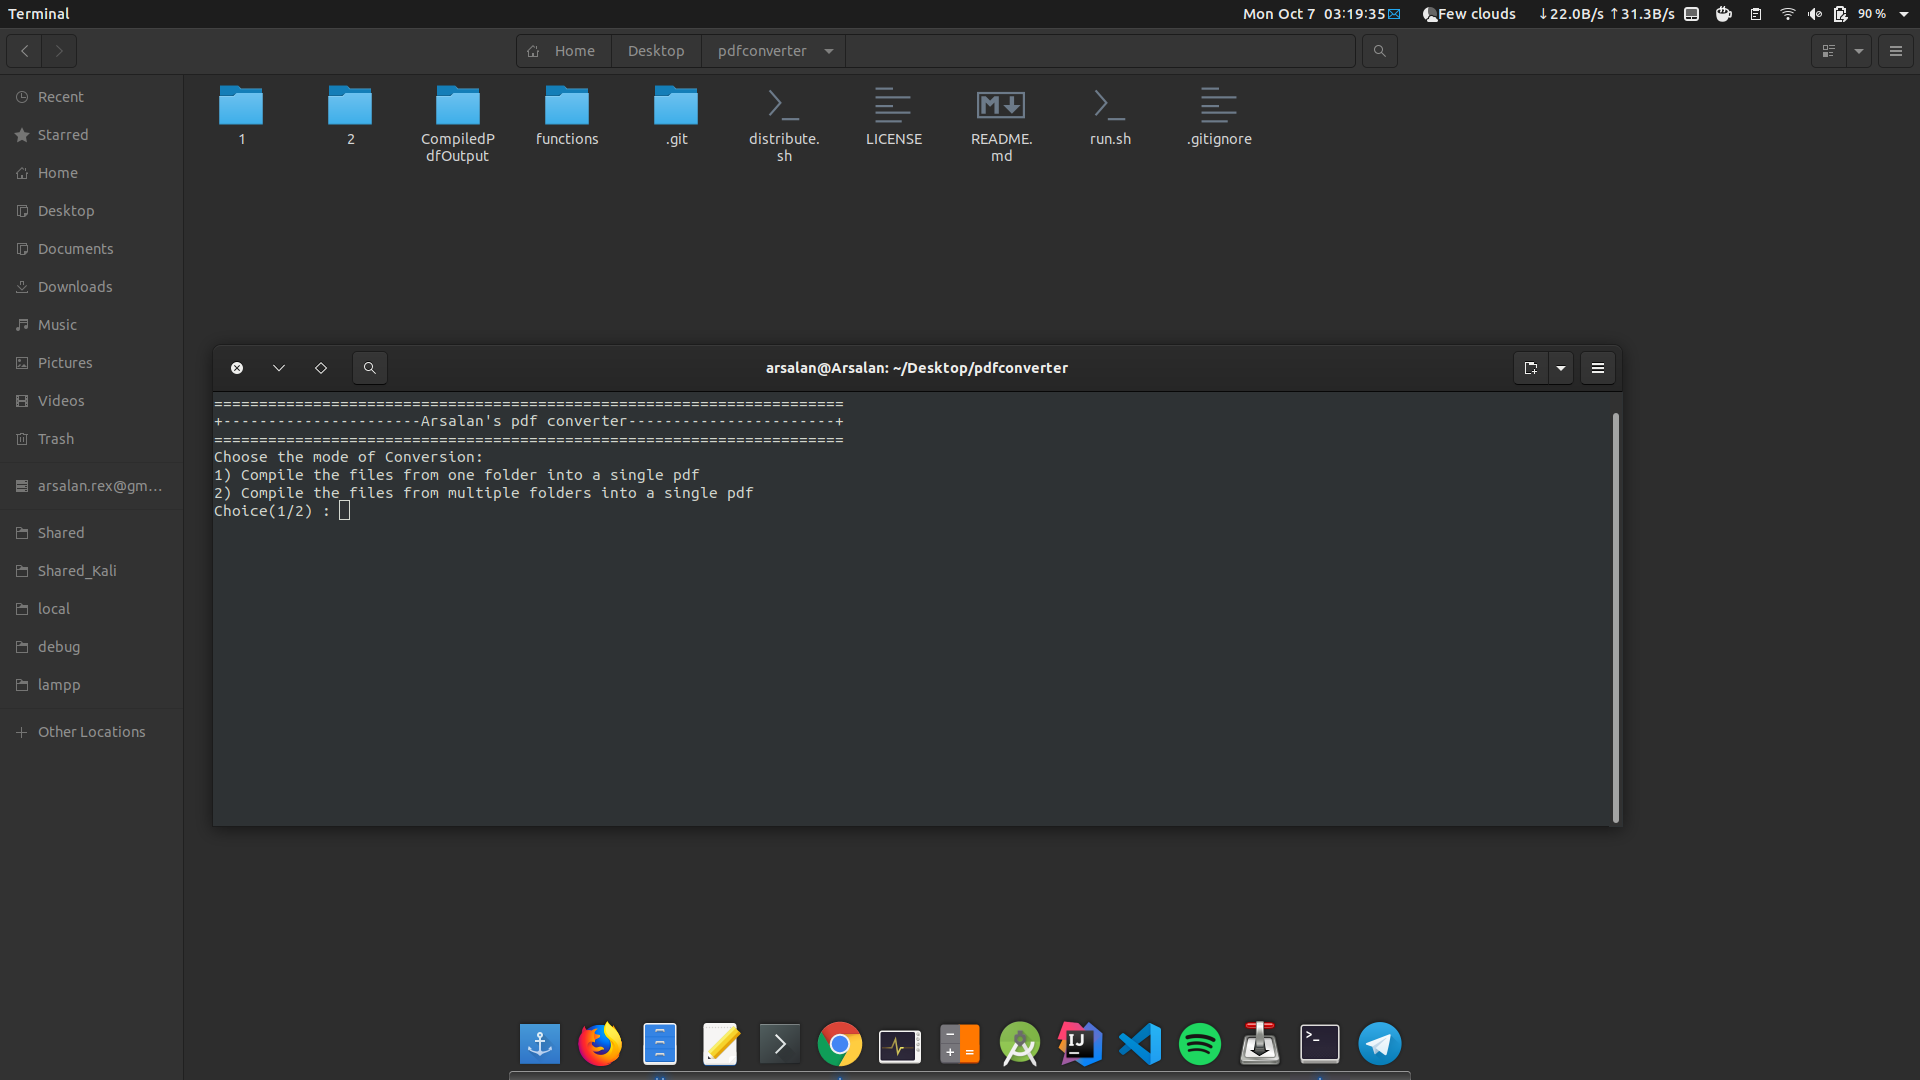 Terminal
Mon Oct 7 03:19:35
Few clouds
↓22.0B/s ↑31.3B/s
90 %
Home
Desktop
pdfconverter
Recent
Starred
Home
Desktop
Documents
Downloads
Music
Pictures
Videos
Trash
arsalan.rex@gm...
Shared
Shared_Kali
local
debug
lampp
Other Locations
1
2
CompiledP
dfOutput
functions
.git
distribute.
sh
LICENSE
M
README.
md
run.sh
.gitignore
arsalan@Arsalan: ~/Desktop/pdfconverter
======================================================================
+----------------------Arsalan's pdf converter-----------------------+
======================================================================
Choose the mode of Conversion:
1) Compile the files from one folder into a single pdf
2) Compile the files from multiple folders into a single pdf
Choice(1/2) :
IJ